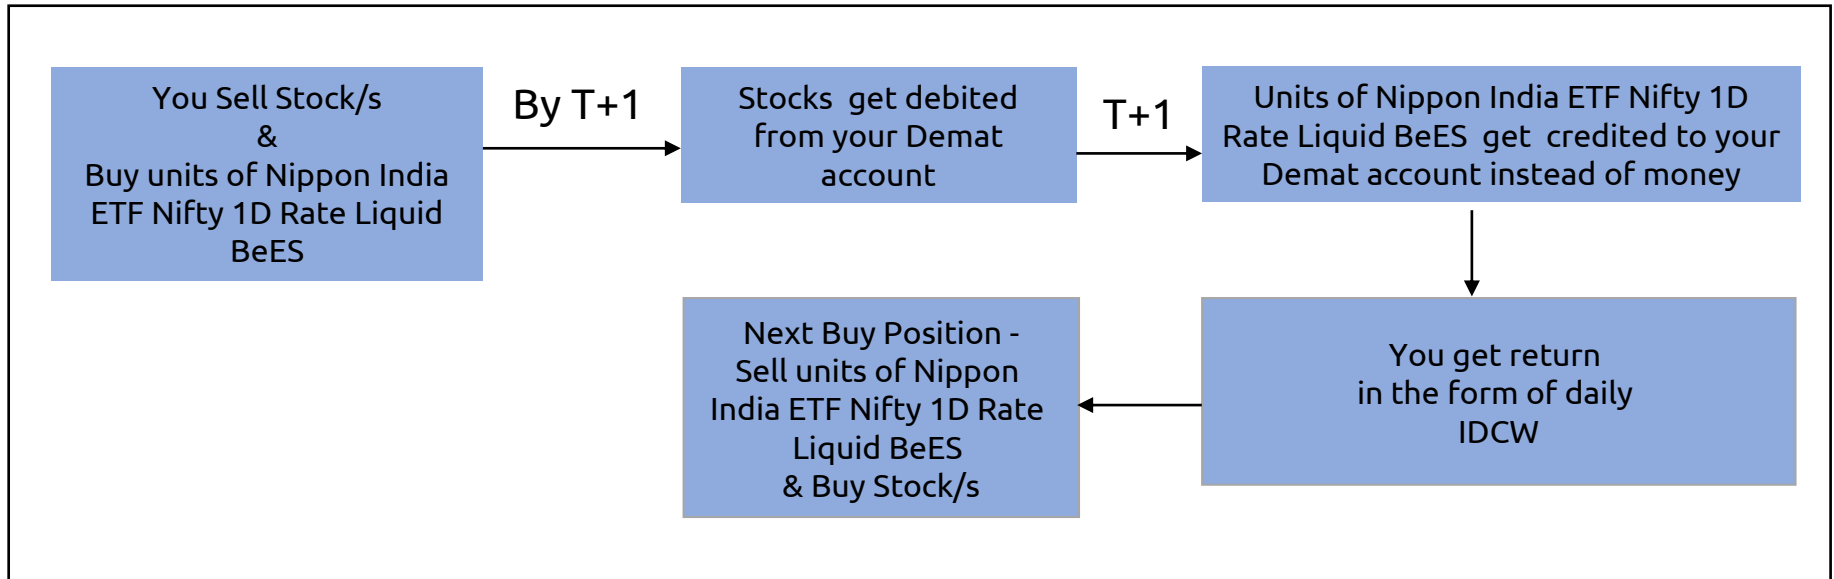 You Sell Stock/s
&
Buy units of Nippon India
ETF Nifty 1D Rate Liquid
BeES
By T+1
Stocks get debited
from your Demat
account
T+1
Units of Nippon India ETF Nifty 1D
Rate Liquid BeES get credited to your
Demat account instead of money
You get return
in the form of daily
IDCW
Next Buy Position -
Sell units of Nippon
India ETF Nifty 1D Rate
Liquid BeES
& Buy Stock/s